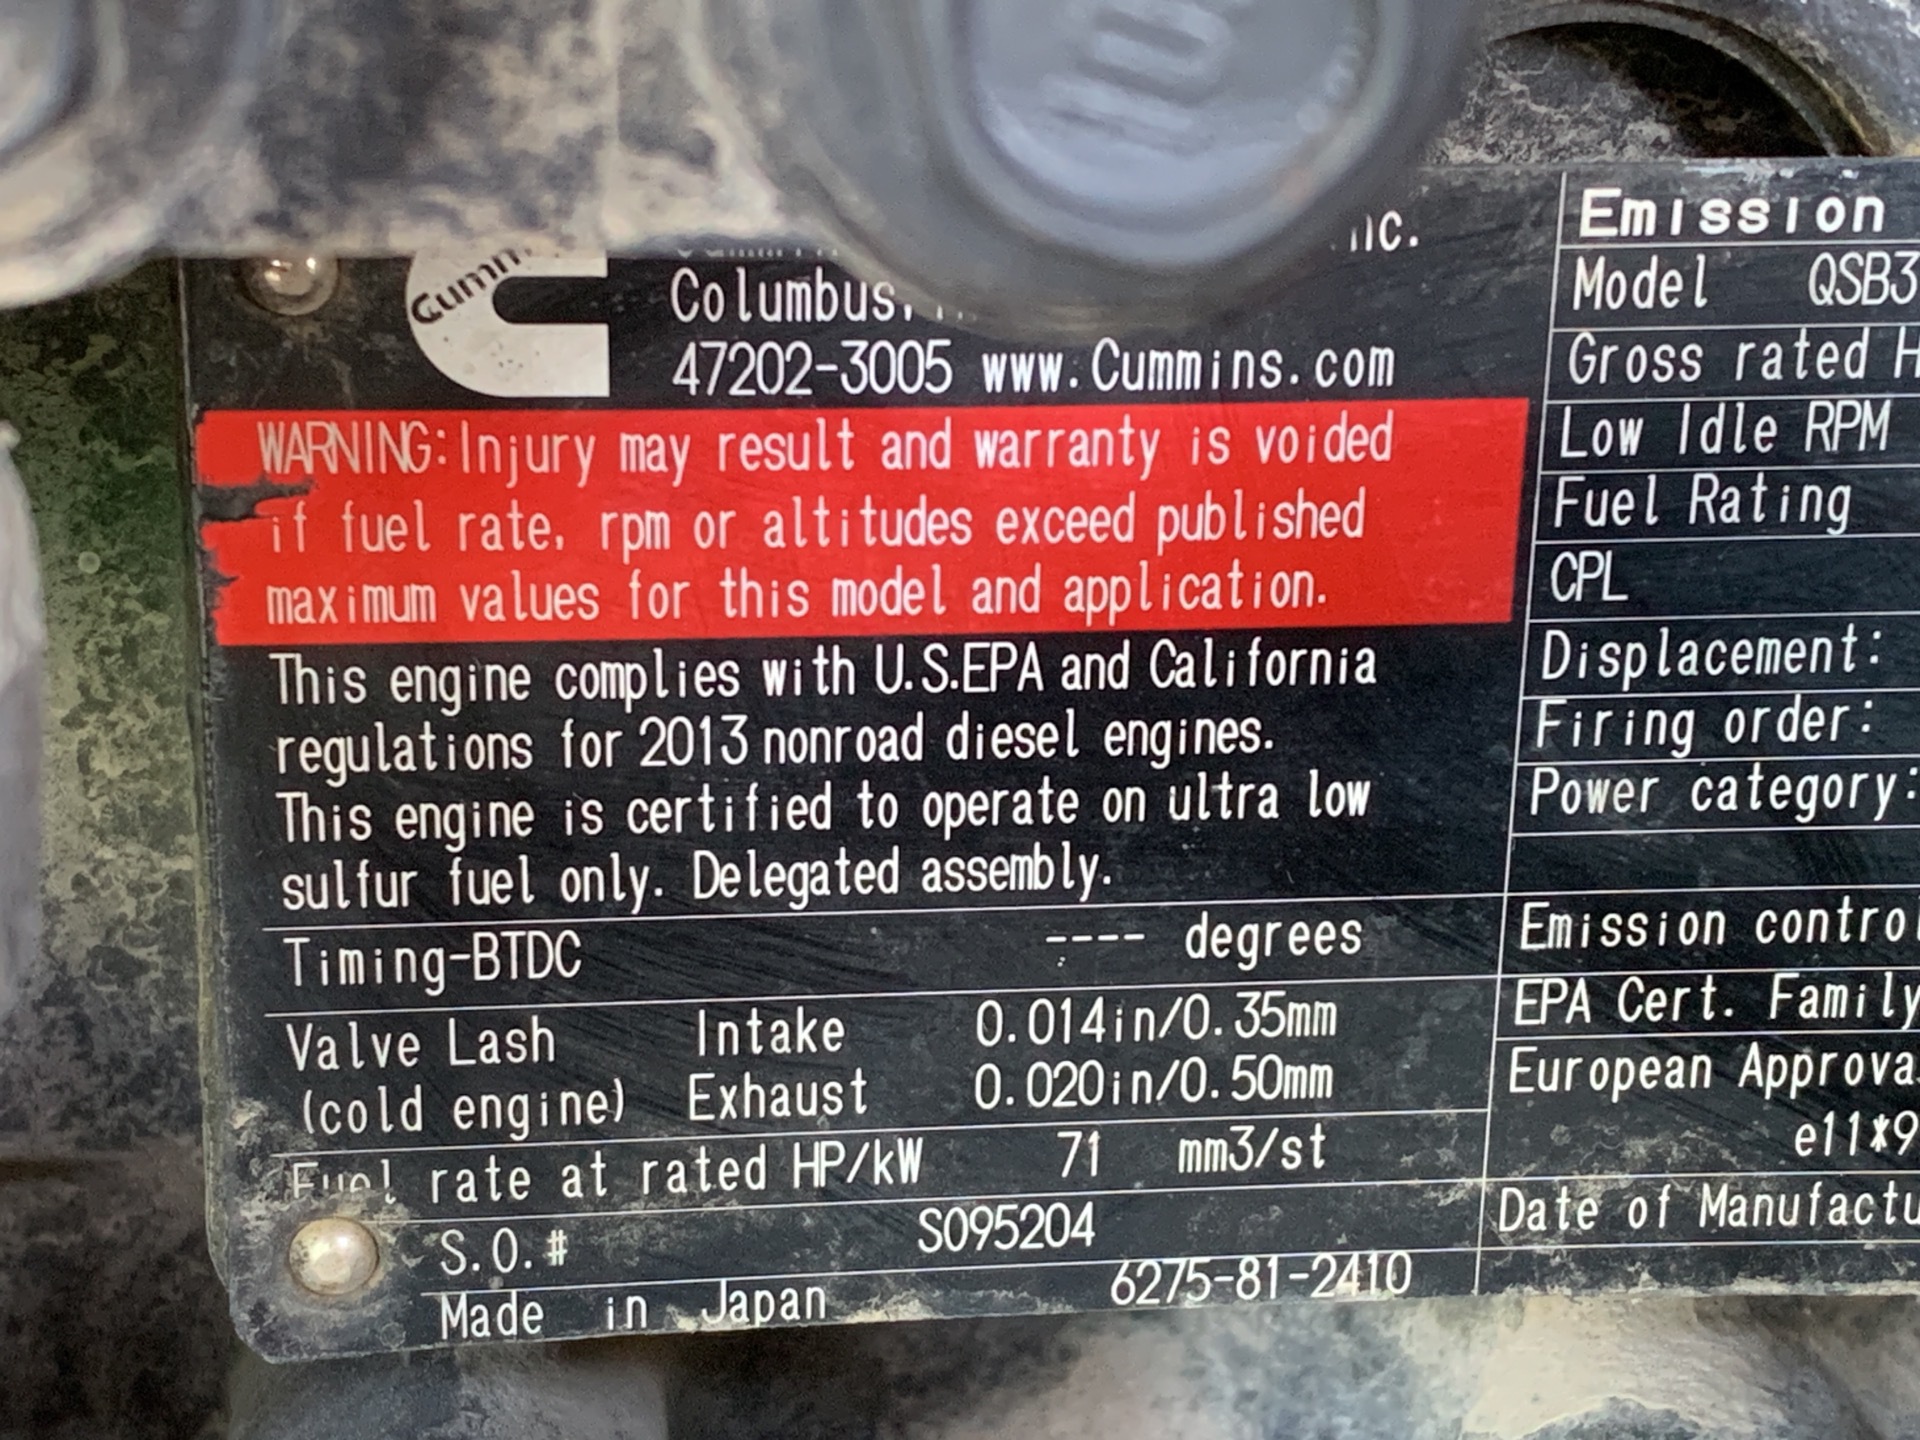 Columbus,
47202-3005 www.Cummins.com
WARNING:Injury may result and warranty is voided
if fuel rate, rpm or altitudes exceed published
maximum values for this model and application.
This engine complies with U.S.EPA and California
regulations for 2013 nonroad diesel engines.
This engine is certified to operate on ultra low
sulfur fuel only. Delegated assembly.
Timing-BTDC ---- degrees
Valve Lash Intake 0.014in/0.35mm
(cold engine) Exhaust 0.020in/0.50mm
Fuel rate at rated HP/kW 71 mm3/st
S.O.# S095204
Made in Japan 6275-81-2410
Emission
Model QSB3
Gross rated H
Low Idle RPM
Fuel Rating
CPL
Displacement:
Firing order:
Power category:
Emission contro
EPA Cert. Family
European Approva
e11*9
Date of Manufactu